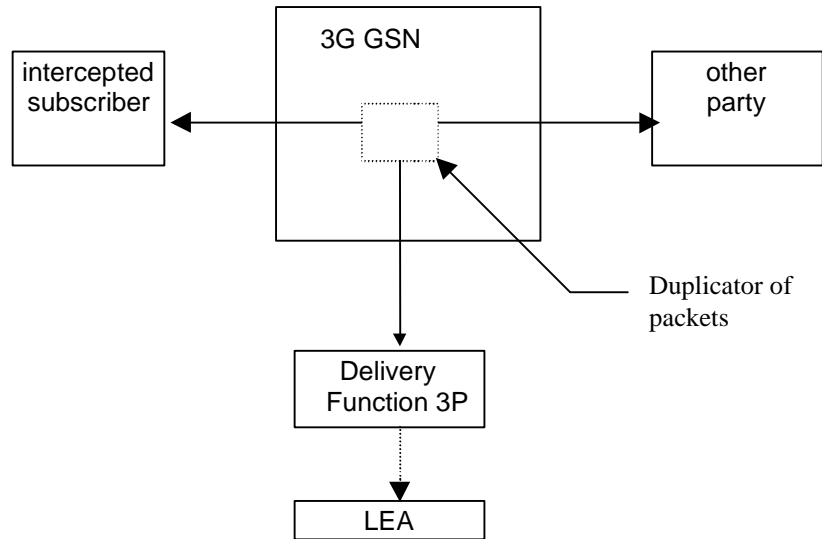 3G GSN
intercepted
subscriber
other
party
Duplicator of
packets
Delivery
Function 3P
LEA